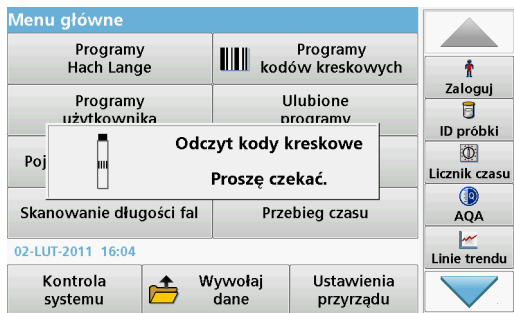 Menu główne
Programy
Hach Lange
Programy
kodów kreskowych
Programy
użytkownika
Ulubione
programy
Odczyt kody kreskowe
Proszę czekać.
Poj
Skanowanie długości fal
Przebieg czasu
02-LUT-2011 16:04
Kontrola
systemu
Wywołaj
dane
Ustawienia
przyrządu
Zaloguj
ID próbki
Licznik czasu
AQA
Linie trendu